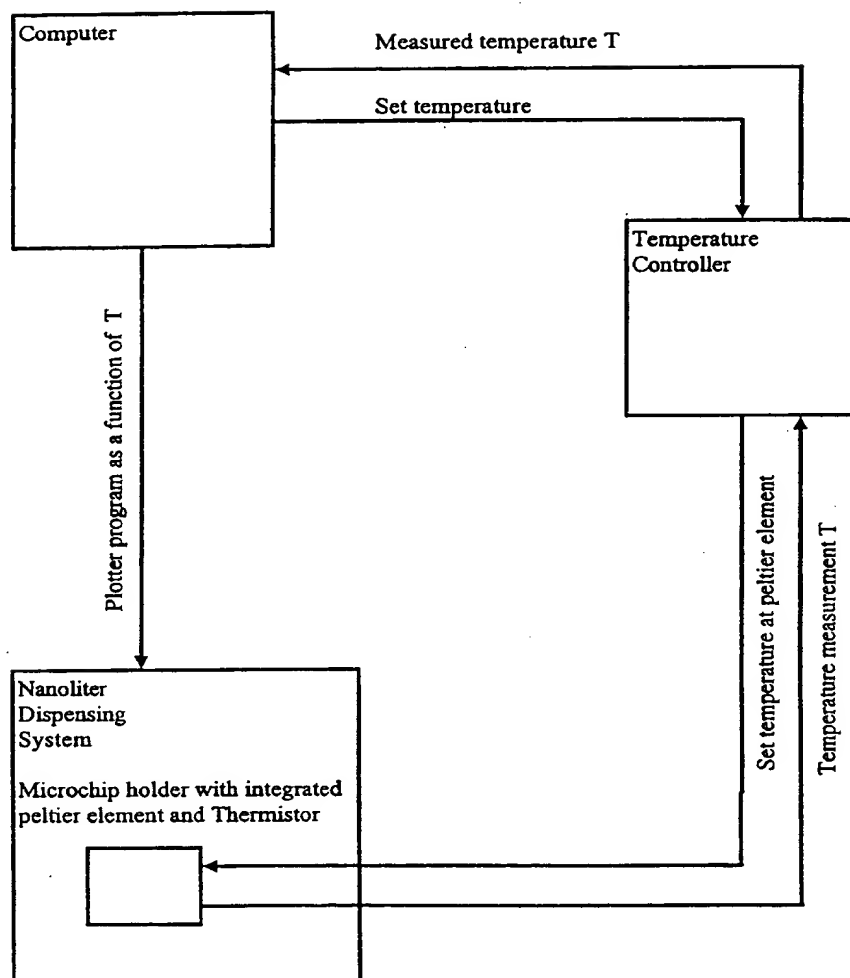 Computer
Measured temperature T
Set temperature
Temperature
Controller
Plotter program as a function of T
Set temperature at peltier element
Temperature measurement T
Nanoliter
Dispensing
System
Microchip holder with integrated
peltier element and Thermistor